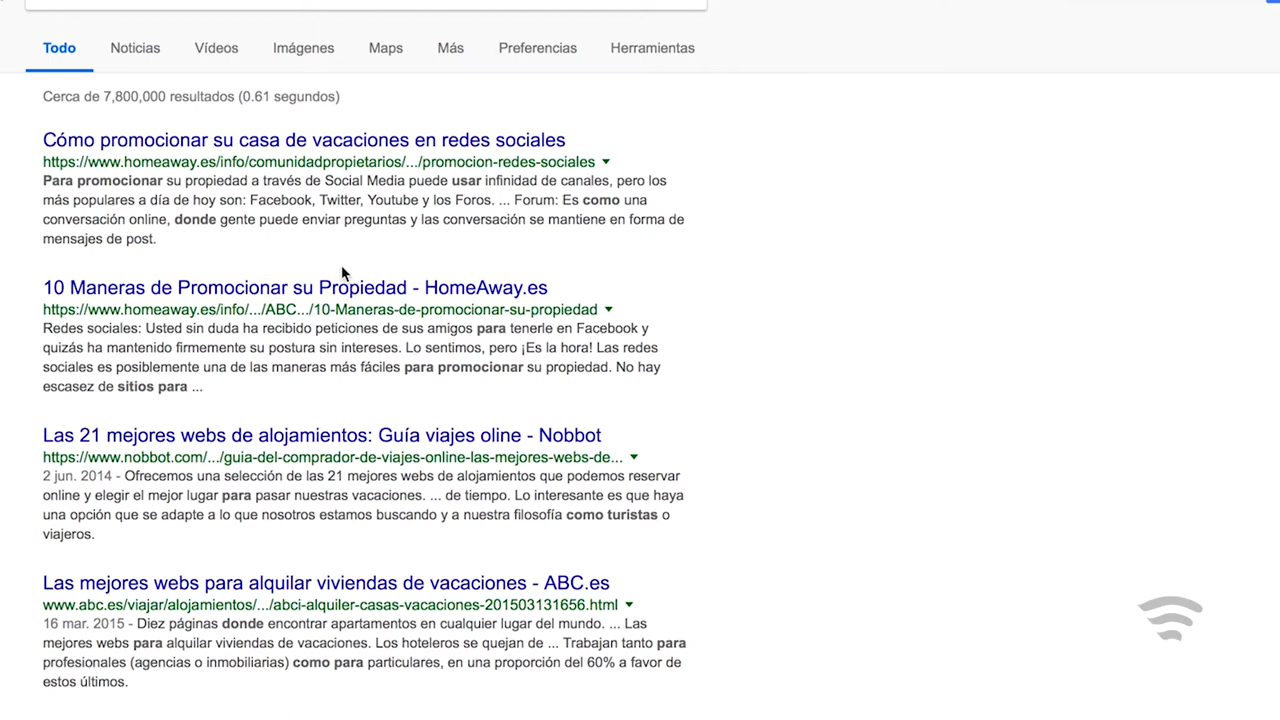 Todo Noticias Vídeos Imágenes Maps Más Preferencias Herramientas
Cerca de 7,800,000 resultados (0.61 segundos)
Cómo promocionar su casa de vacaciones en redes sociales
https://www.homeaway.es/info/comunidadpropietarios/.../promocion-redes-sociales
Para promocionar su propiedad a través de Social Media puede usar infinidad de canales, pero los
más populares a día de hoy son: Facebook, Twitter, Youtube y los Foros. ... Forum: Es como una
conversación online, donde gente puede enviar preguntas y las conversación se mantiene en forma de
mensajes de post.
10 Maneras de Promocionar su Propiedad - HomeAway.es
https://www.homeaway.es/info/.../ABC.../10-Maneras-de-promocionar-su-propiedad
Redes sociales: Usted sin duda ha recibido peticiones de sus amigos para tenerle en Facebook y
quizás ha mantenido firmemente su postura sin intereses. Lo sentimos, pero ¡Es la hora! Las redes
sociales es posiblemente una de las maneras más fáciles para promocionar su propiedad. No hay
escasez de sitios para ...
Las 21 mejores webs de alojamientos: Guía viajes oline - Nobbot
https://www.nobbot.com/.../guia-del-comprador-de-viajes-online-las-mejores-webs-de...
2 jun. 2014 - Ofrecemos una selección de las 21 mejores webs de alojamientos que podemos reservar
online y elegir el mejor lugar para pasar nuestras vacaciones. ... de tiempo. Lo interesante es que haya
una opción que se adapte a lo que nosotros estamos buscando y a nuestra filosofía como turistas o
viajeros.
Las mejores webs para alquilar viviendas de vacaciones - ABC.es
www.abc.es/viajar/alojamientos/.../abci-alquiler-casas-vacaciones-201503131656.html
16 mar. 2015 - Diez páginas donde encontrar apartamentos en cualquier lugar del mundo. ... Las
mejores webs para alquilar viviendas de vacaciones. Los hoteleros se quejan de ... Trabajan tanto para
profesionales (agencias o inmobiliarias) como para particulares, en una proporción del 60% a favor de
estos últimos.